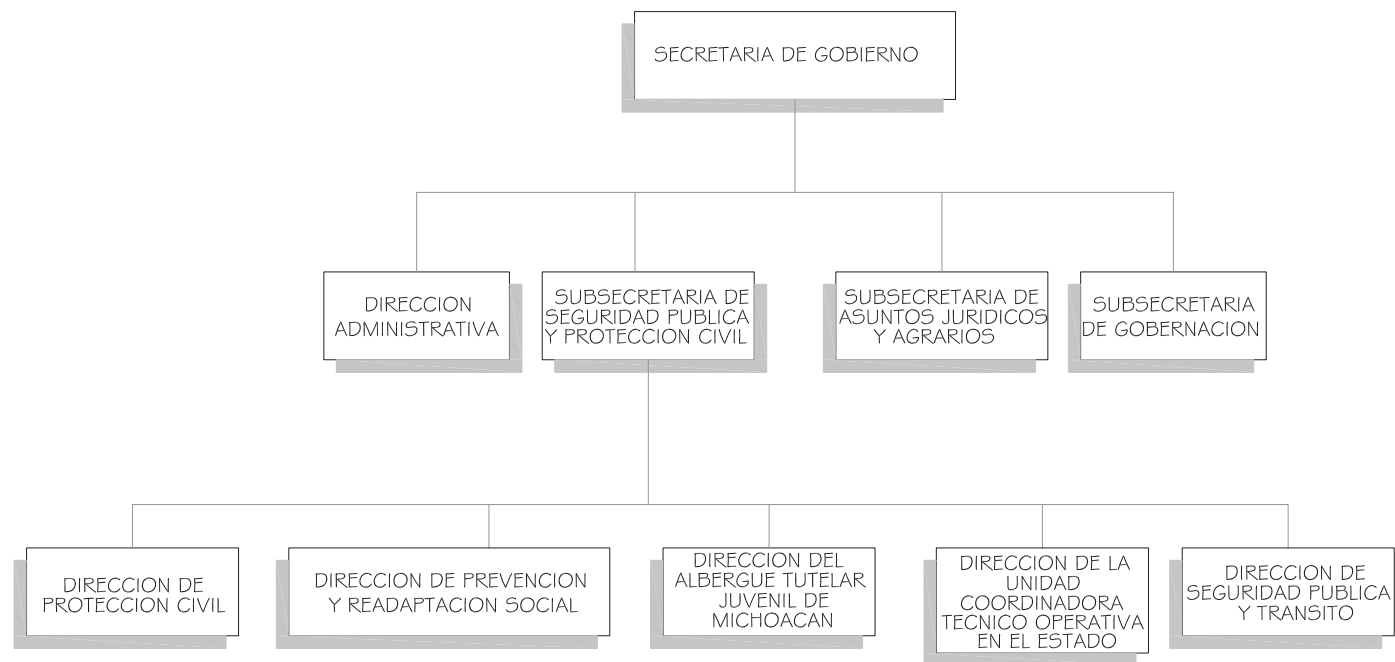 SECRETARIA DE GOBIERNO
DIRECCION
ADMINISTRATIVA
SUBSECRETARIA DE
SEGURIDAD PUBLICA
Y PROTECCION CIVIL
SUBSECRETARIA DE
ASUNTOS JURIDICOS
Y AGRARIOS
SUBSECRETARIA
DE GOBERNACION
DIRECCION DE
PROTECCION CIVIL
DIRECCION DE PREVENCION
Y READAPTACION SOCIAL
DIRECCION DEL
ALBERGUE TUTELAR
JUVENIL DE
MICHOACAN
DIRECCION DE LA
UNIDAD
COORDINADORA
TECNICO OPERATIVA
EN EL ESTADO
DIRECCION DE
SEGURIDAD PUBLICA
Y TRANSITO